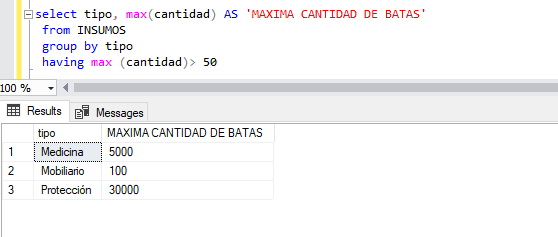 select tipo, max(cantidad) AS 'MAXIMA CANTIDAD DE BATAS'
from INSUMOS
group by tipo
having max (cantidad)> 50
100 %
Results Messages
tipo MAXIMA CANTIDAD DE BATAS
1 Medicina 5000
2 Mobiliario 100
3 Protección 30000